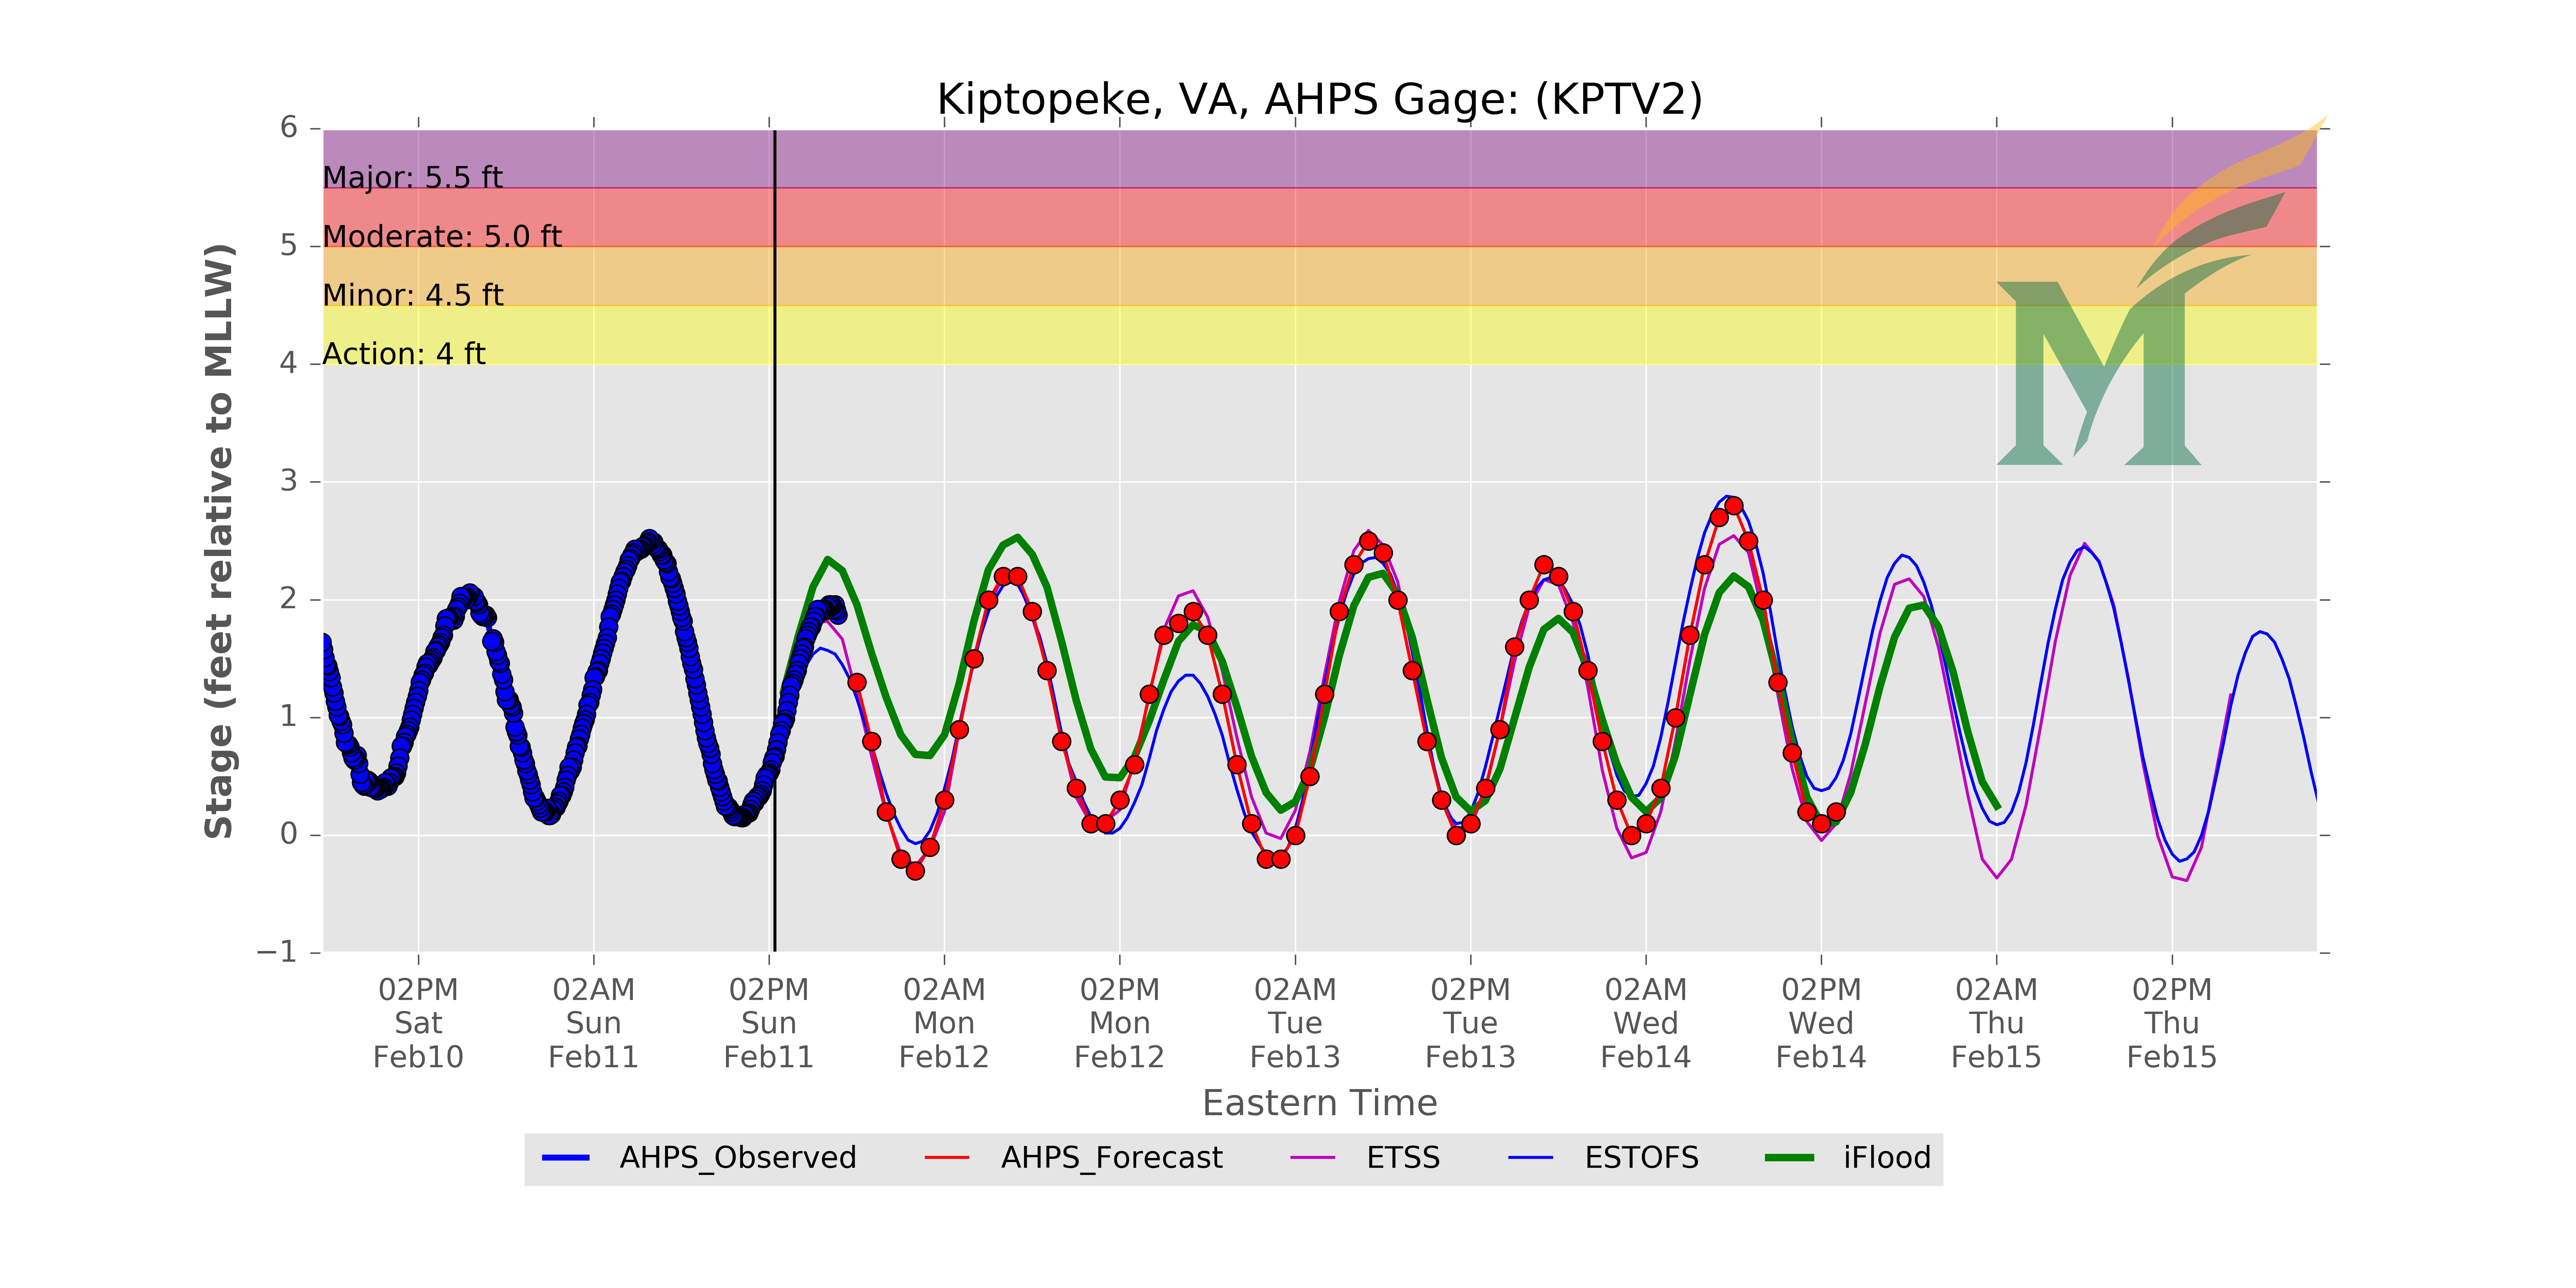 Kiptopeke, VA, AHPS Gage: (KPTV2)
Stage (feet relative to MLLW)
6
5
4
3
2
1
0
−1
Major: 5.5 ft
Moderate: 5.0 ft
Minor: 4.5 ft
Action: 4 ft
M
02PM 02AM 02PM 02AM 02PM 02AM 02PM 02AM 02PM 02AM 02PM
Sat Sun Sun Mon Mon Tue Tue Wed Wed Thu Thu
Feb10 Feb11 Feb11 Feb12 Feb12 Feb13 Feb13 Feb14 Feb14 Feb15 Feb15
Eastern Time
AHPS_Observed AHPS_Forecast ETSS ESTOFS iFlood